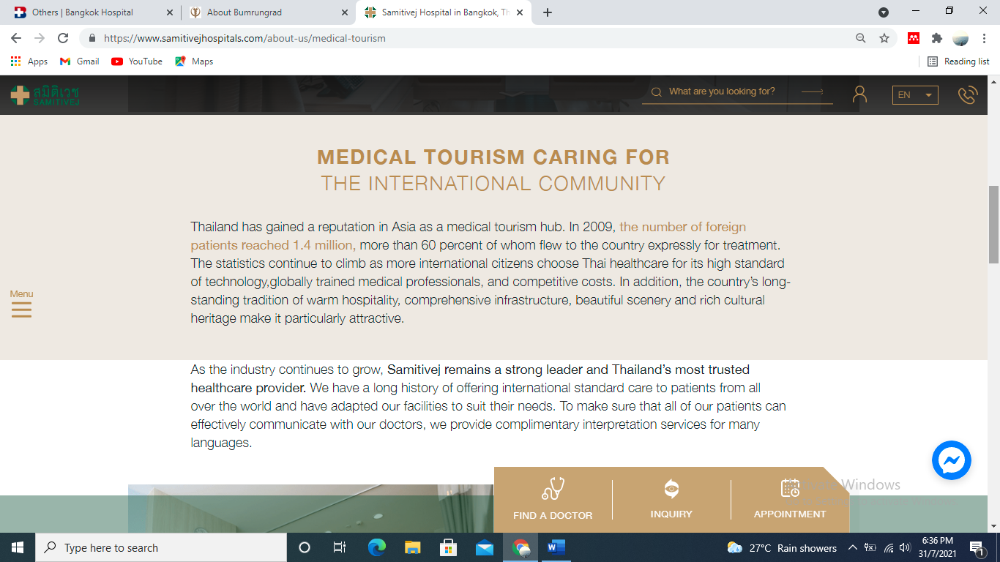 Others | Bangkok Hospital
About Bumrungrad
Samitivej Hospital in Bangkok, Th
https://www.samitivejhospitals.com/about-us/medical-tourism
Apps
Gmail
YouTube
Maps
Reading list
สมิติเวช
SAMITIVEJ
What are you looking for?
EN
MEDICAL TOURISM CARING FOR
THE INTERNATIONAL COMMUNITY
Thailand has gained a reputation in Asia as a medical tourism hub. In 2009, the number of foreign
patients reached 1.4 million, more than 60 percent of whom flew to the country expressly for treatment.
The statistics continue to climb as more international citizens choose Thai healthcare for its high standard
of technology,globally trained medical professionals, and competitive costs. In addition, the country's long-
standing tradition of warm hospitality, comprehensive infrastructure, beautiful scenery and rich cultural
heritage make it particularly attractive.
Menu
As the industry continues to grow, Samitivej remains a strong leader and Thailand's most trusted
healthcare provider. We have a long history of offering international standard care to patients from all
over the world and have adapted our facilities to suit their needs. To make sure that all of our patients can
effectively communicate with our doctors, we provide complimentary interpretation services for many
languages.
FIND A DOCTOR
INQUIRY
APPOINTMENT
Windows
Type here to search
27°C Rain showers
6:36 PM
31/7/2021
1